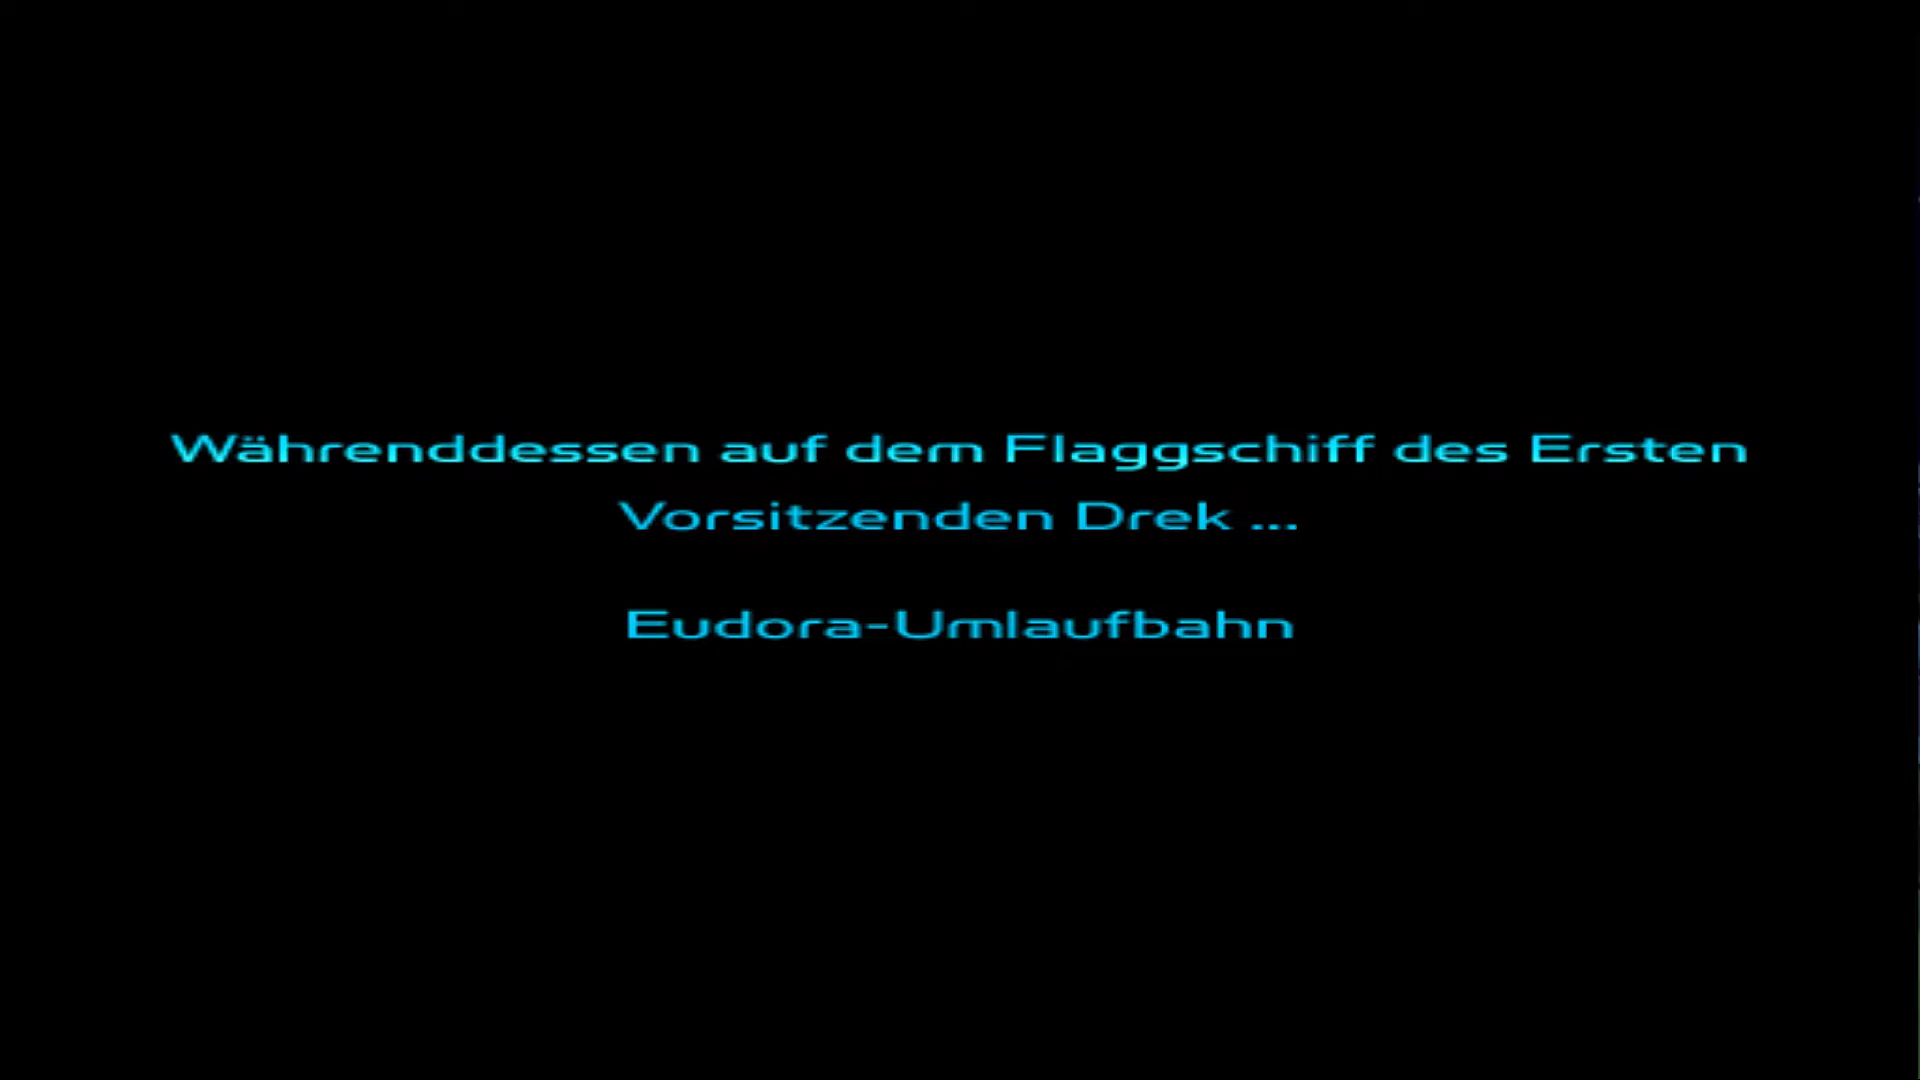 Währenddessen auf dem Flaggschiff des Ersten
Vorsitzenden Drek ...
Eudora-Umlaufbahn